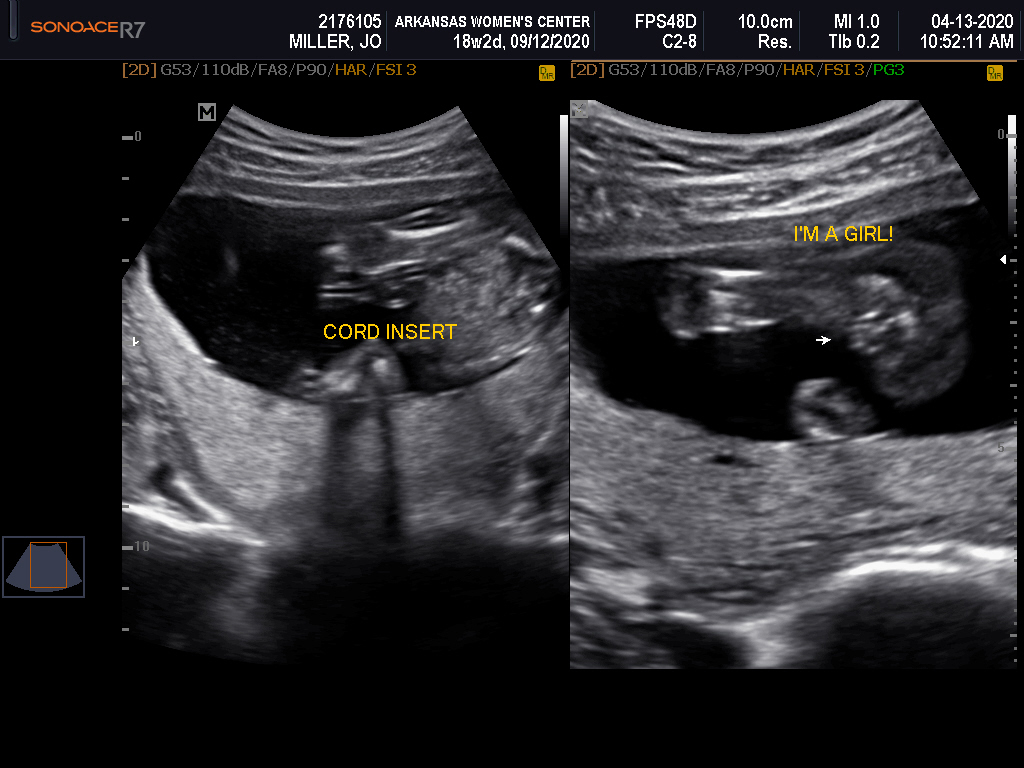 SONOACE R7
2176105
MILLER, JO
ARKANSAS WOMEN'S CENTER
18w2d, 09/12/2020
FPS48D
C2-8
10.0cm
Res.
MI 1.0
TIb 0.2
04-13-2020
10:52:11 AM
[2D] G53/110dB/FA8/P90/HAR/FSI 3
[2D] G53/110dB/FA8/P90/HAR/FSI 3/PG3
M
0
0
I'M A GIRL!
CORD INSERT
5
10